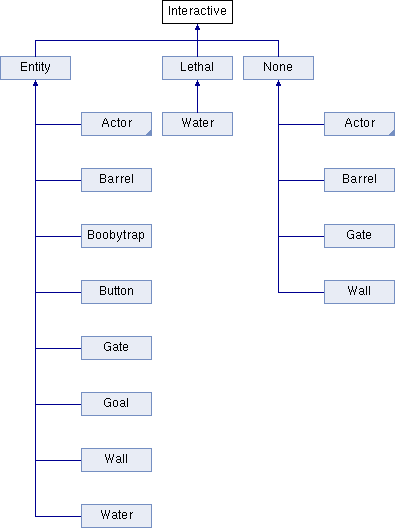 Interactive
Entity
Lethal
None
Actor
Water
Actor
Barrel
Barrel
Boobytrap
Gate
Button
Wall
Gate
Goal
Wall
Water